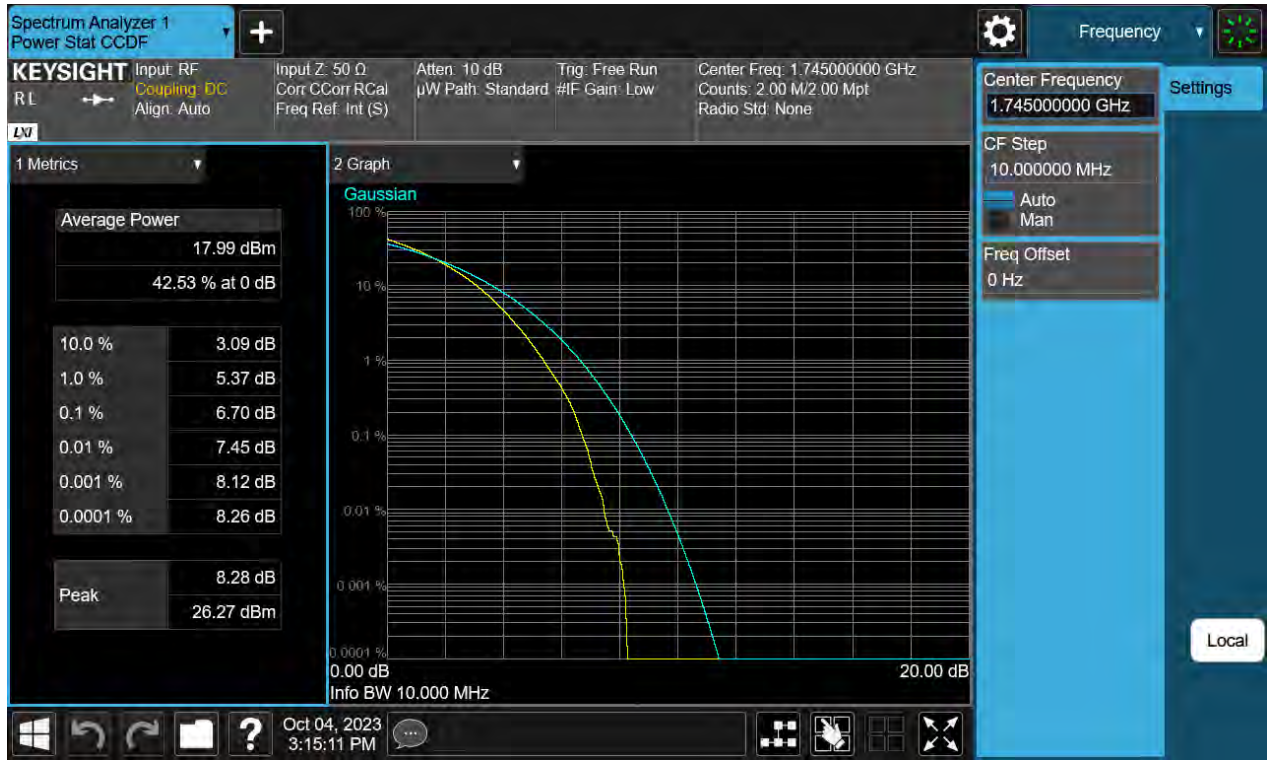 Spectrum Analyzer 1
Power Stat CCDF
Frequency
KEYSIGHT
RL
LXI
Input: RF
Coupling: DC
Align: Auto
Input Z: 50 Ω
Corr CCorr RCal
Freq Ref: Int (S)
Atten: 10 dB
µW Path: Standard
Trig: Free Run
#IF Gain: Low
Center Freq: 1.745000000 GHz
Counts: 2.00 M/2.00 Mpt
Radio Std: None
Center Frequency
1.745000000 GHz
Settings
CF Step
10.000000 MHz
Auto
Man
Freq Offset
0 Hz
Local
1 Metrics
Average Power
17.99 dBm
42.53 % at 0 dB
10.0 % 3.09 dB
1.0 % 5.37 dB
0.1 % 6.70 dB
0.01 % 7.45 dB
0.001 % 8.12 dB
0.0001 % 8.26 dB
Peak
8.28 dB
26.27 dBm
2 Graph
Gaussian
100 %
10 %
1 %
0.1 %
0.01 %
0.001 %
0.0001 %
0.00 dB 20.00 dB
Info BW 10.000 MHz
?
Oct 04, 2023
3:15:11 PM